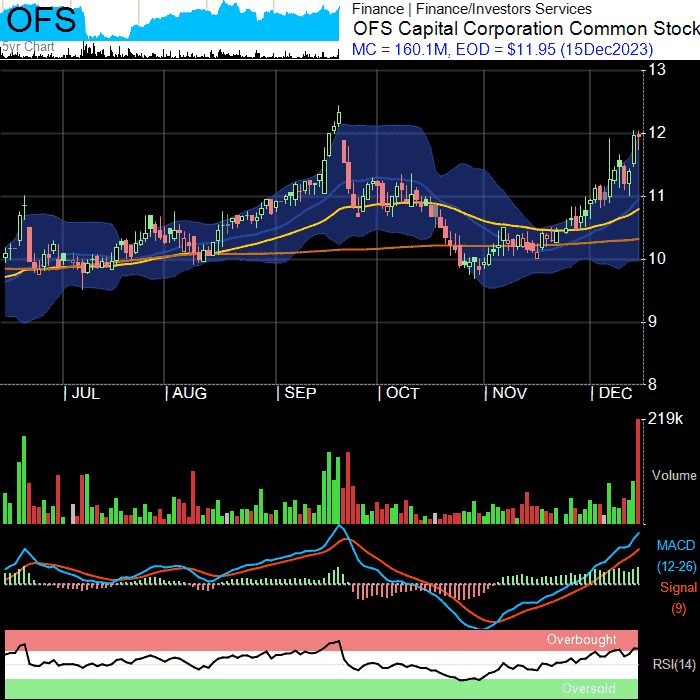 OFS
5yr Chart
Finance | Finance/Investors Services
OFS Capital Corporation Common Stock
MC = 160.1M, EOD = $11.95 (15Dec2023)
13
12
11
10
9
8
| JUL | AUG | SEP | OCT | NOV | DEC
219k
Volume
MACD
(12-26)
Signal
(9)
Overbought
RSI(14)
Oversold